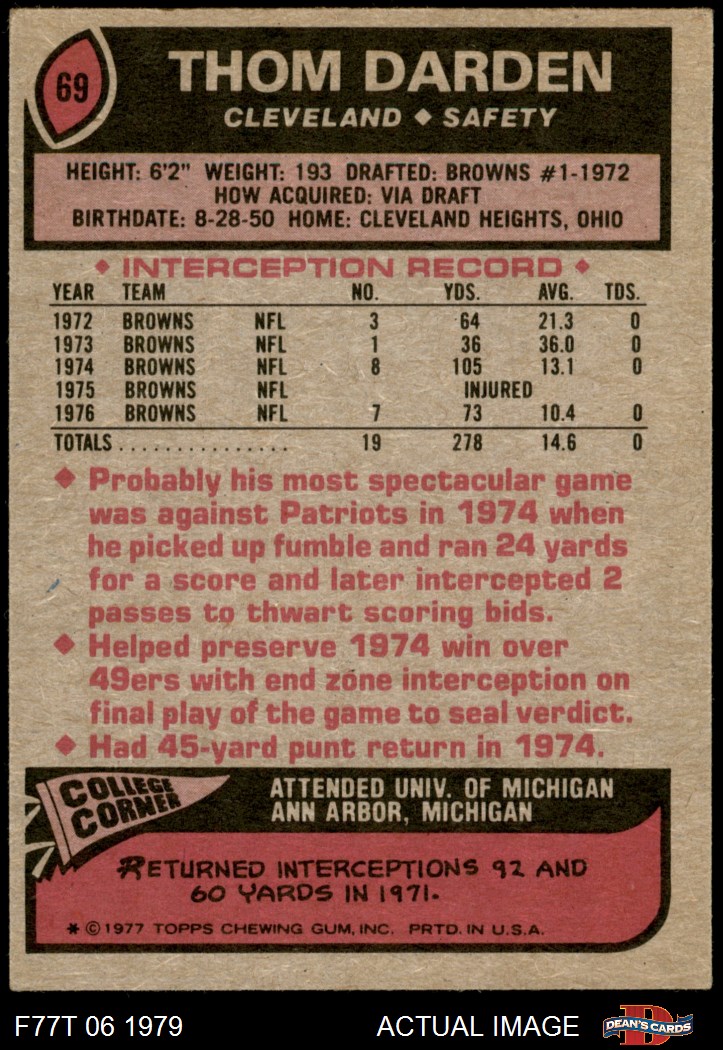 69
THOM DARDEN
CLEVELAND ◆ SAFETY
HEIGHT: 6'2" WEIGHT: 193 DRAFTED: BROWNS #1-1972
HOW ACQUIRED: VIA DRAFT
BIRTHDATE: 8-28-50 HOME: CLEVELAND HEIGHTS, OHIO
◆ INTERCEPTION RECORD ◆
YEAR TEAM NO. YDS. AVG. TDS.
1972 BROWNS NFL 3 64 21.3 0
1973 BROWNS NFL 1 36 36.0 0
1974 BROWNS NFL 8 105 13.1 0
1975 BROWNS NFL INJURED
1976 BROWNS NFL 7 73 10.4 0
TOTALS............... 19 278 14.6 0
◆ Probably his most spectacular game
was against Patriots in 1974 when
he picked up fumble and ran 24 yards
for a score and later intercepted 2
passes to thwart scoring bids.
◆ Helped preserve 1974 win over
49ers with end zone interception on
final play of the game to seal verdict.
◆ Had 45-yard punt return in 1974.
COLLEGE
CORNER
ATTENDED UNIV. OF MICHIGAN
ANN ARBOR, MICHIGAN
RETURNED INTERCEPTIONS 92 AND
60 YARDS IN 1971.
* © 1977 TOPPS CHEWING GUM, INC. PRTD. IN U.S.A.
F77T 06 1979 ACTUAL IMAGE
D
DEAN'S CARDS